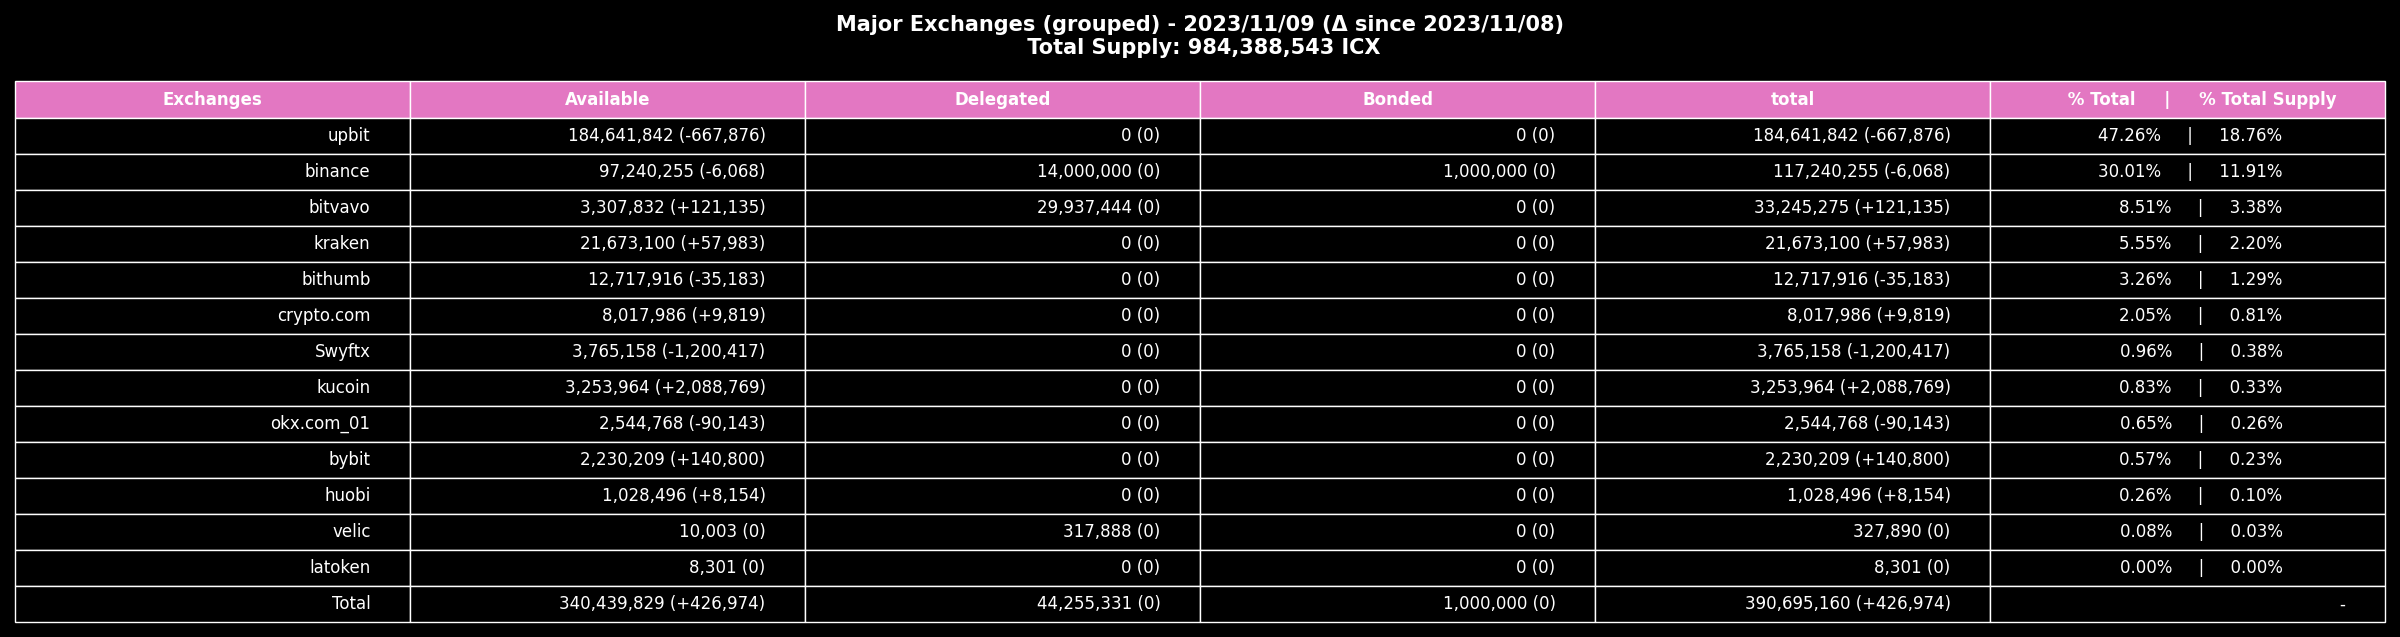 Major Exchanges (grouped) - 2023/11/09 (Δ since 2023/11/08)
Total Supply: 984,388,543 ICX
Exchanges Available Delegated Bonded total % Total | % Total Supply
upbit 184,641,842 (-667,876) 0 (0) 0 (0) 184,641,842 (-667,876) 47.26% | 18.76%
binance 97,240,255 (-6,068) 14,000,000 (0) 1,000,000 (0) 117,240,255 (-6,068) 30.01% | 11.91%
bitvavo 3,307,832 (+121,135) 29,937,444 (0) 0 (0) 33,245,275 (+121,135) 8.51% | 3.38%
kraken 21,673,100 (+57,983) 0 (0) 0 (0) 21,673,100 (+57,983) 5.55% | 2.20%
bithumb 12,717,916 (-35,183) 0 (0) 0 (0) 12,717,916 (-35,183) 3.26% | 1.29%
crypto.com 8,017,986 (+9,819) 0 (0) 0 (0) 8,017,986 (+9,819) 2.05% | 0.81%
Swyftx 3,765,158 (-1,200,417) 0 (0) 0 (0) 3,765,158 (-1,200,417) 0.96% | 0.38%
kucoin 3,253,964 (+2,088,769) 0 (0) 0 (0) 3,253,964 (+2,088,769) 0.83% | 0.33%
okx.com_01 2,544,768 (-90,143) 0 (0) 0 (0) 2,544,768 (-90,143) 0.65% | 0.26%
bybit 2,230,209 (+140,800) 0 (0) 0 (0) 2,230,209 (+140,800) 0.57% | 0.23%
huobi 1,028,496 (+8,154) 0 (0) 0 (0) 1,028,496 (+8,154) 0.26% | 0.10%
velic 10,003 (0) 317,888 (0) 0 (0) 327,890 (0) 0.08% | 0.03%
latoken 8,301 (0) 0 (0) 0 (0) 8,301 (0) 0.00% | 0.00%
Total 340,439,829 (+426,974) 44,255,331 (0) 1,000,000 (0) 390,695,160 (+426,974) -